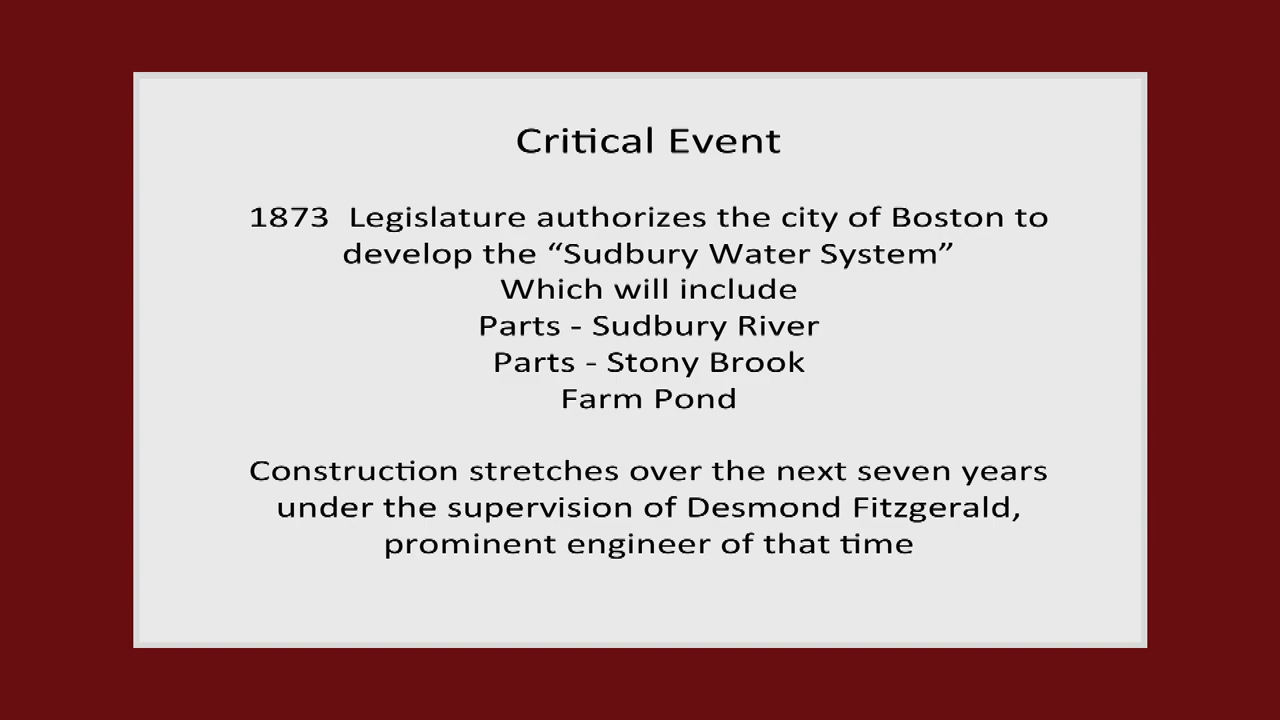 Critical Event
1873  Legislature authorizes the city of Boston to
develop the “Sudbury Water System”
Which will include
Parts - Sudbury River
Parts - Stony Brook
Farm Pond
Construction stretches over the next seven years
under the supervision of Desmond Fitzgerald,
prominent engineer of that time